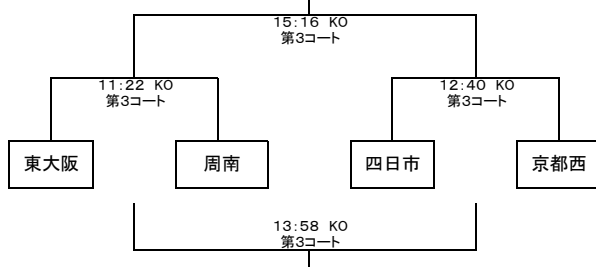 15:16 KO
第3コート
11:22 KO
第3コート
12:40 KO
第3コート
東大阪
周南
四日市
京都西
13:58 KO
第3コート